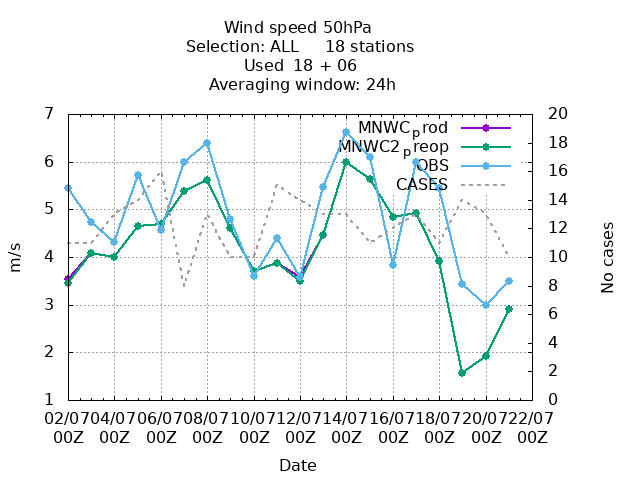 Wind speed 50hPa
Selection: ALL 18 stations
Used 18 + 06
Averaging window: 24h
7 20
MNWCprod
18
MNWC2preop
6 OBS
16
CASES
14
5
12
4 10
8
3
6
4
2
2
1 0
m/s
No cases
02/07 04/07 06/07 08/07 10/07 12/07 14/07 16/07 18/07 20/07 22/07
00Z 00Z 00Z 00Z 00Z 00Z 00Z 00Z 00Z 00Z 00Z
Date